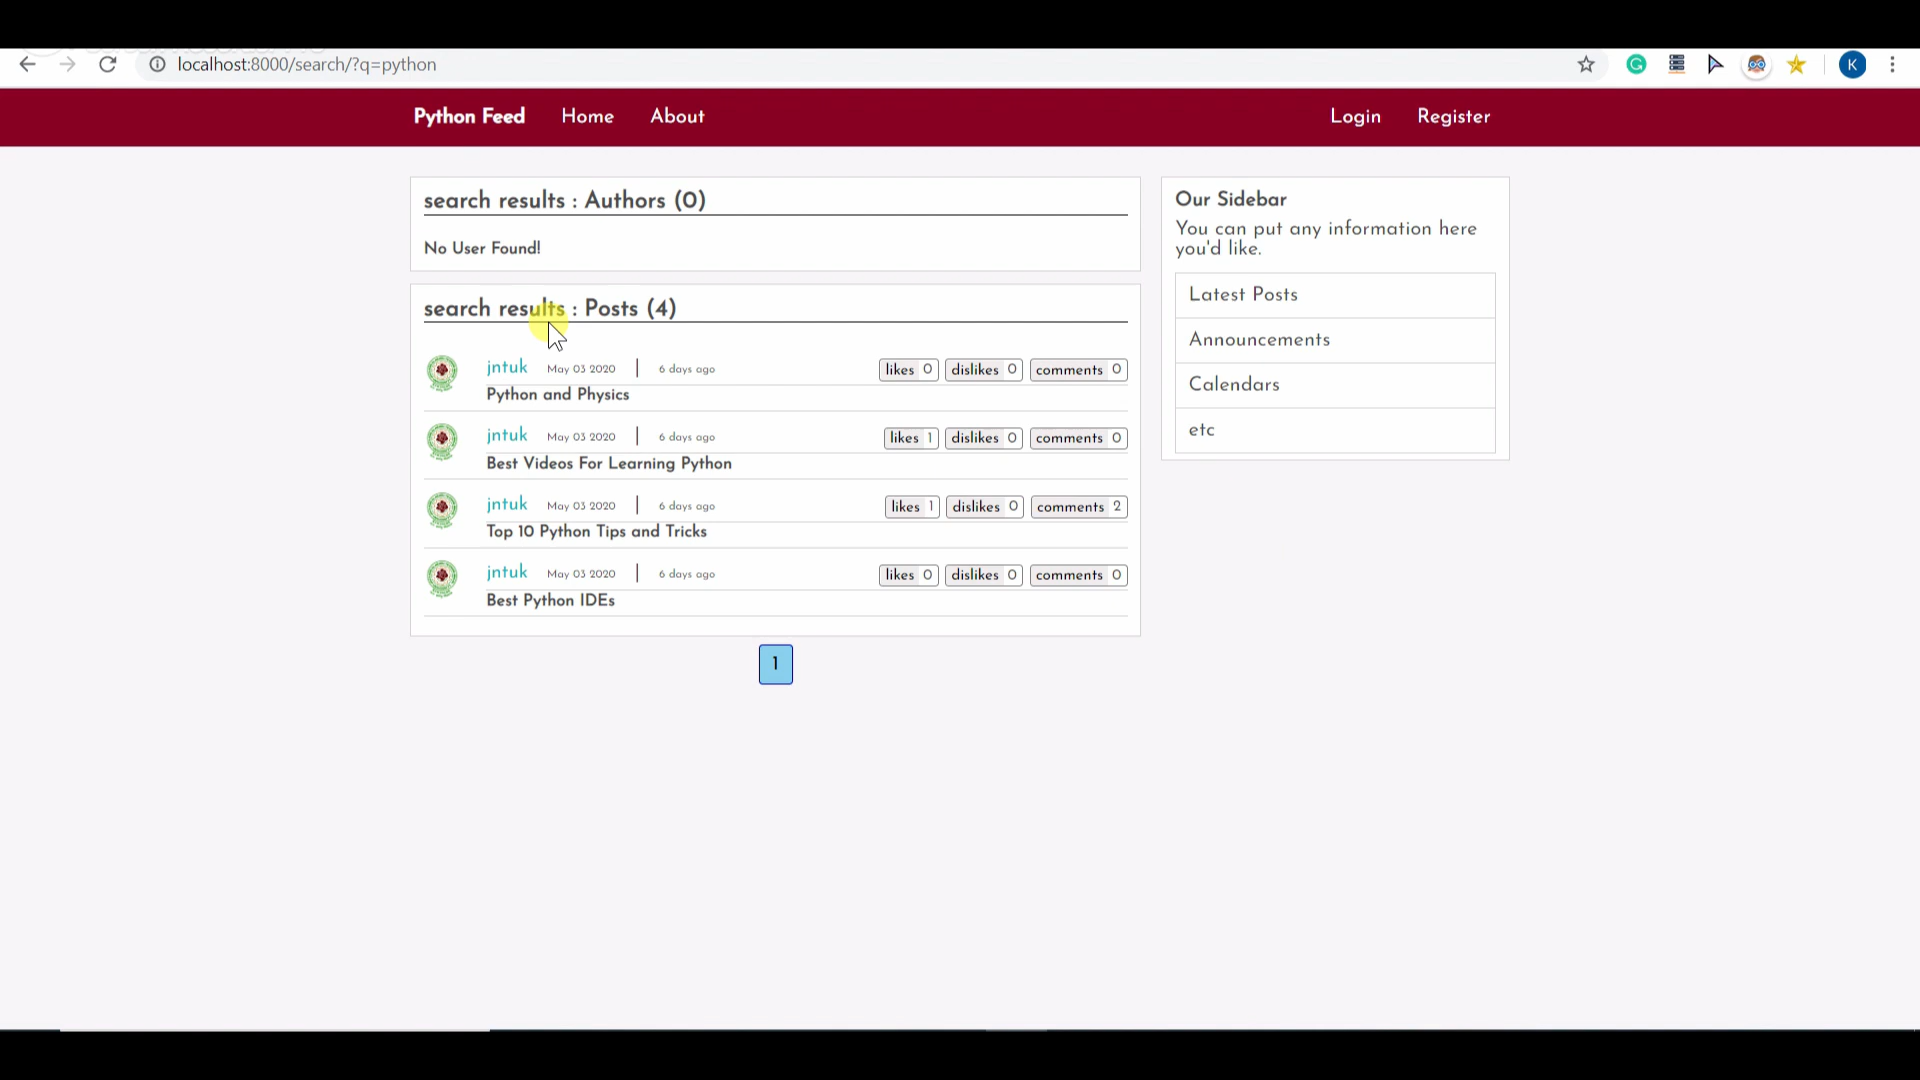 localhost:8000/search/?q=python
K
Python Feed Home About Login Register
search results : Authors (0)
No User Found!
search results : Posts (4)
jntuk May 03 2020 | 6 days ago likes 0 dislikes 0 comments 0
Python and Physics
jntuk May 03 2020 | 6 days ago likes 1 dislikes 0 comments 0
Best Videos For Learning Python
jntuk May 03 2020 | 6 days ago likes 1 dislikes 0 comments 2
Top 10 Python Tips and Tricks
jntuk May 03 2020 | 6 days ago likes 0 dislikes 0 comments 0
Best Python IDEs
1
Our Sidebar
You can put any information here
you'd like.
Latest Posts
Announcements
Calendars
etc